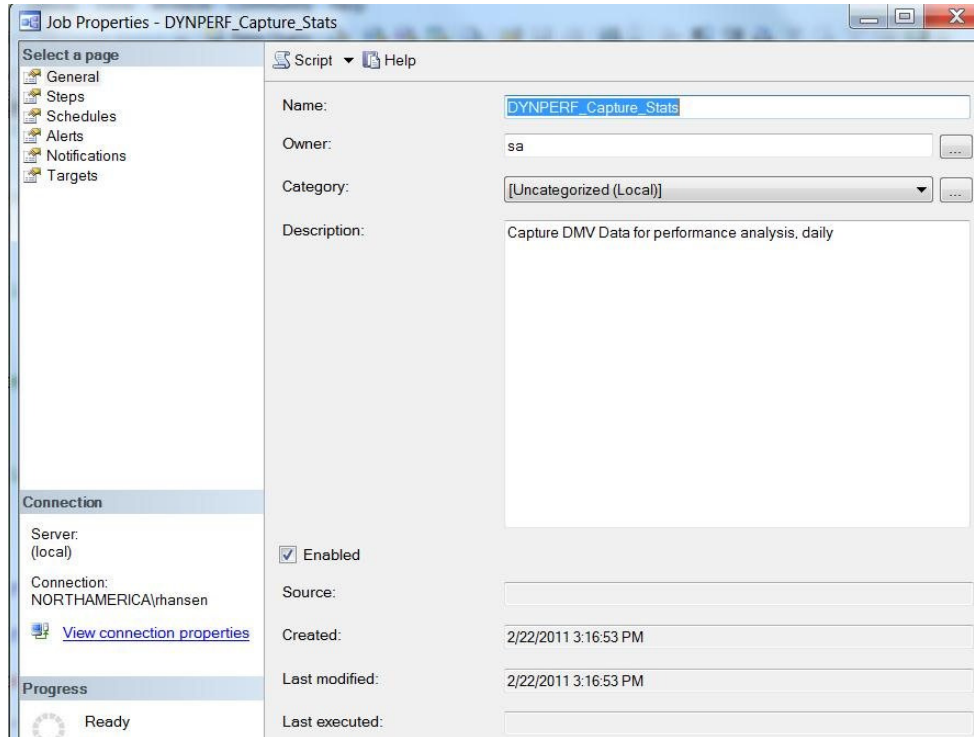 Job Properties - DYNPERF_Capture_Stats
Select a page
General
Steps
Schedules
Alerts
Notifications
Targets
Script
Help
Name:
DYNPERF_Capture_Stats
Owner:
sa
...
Category:
[Uncategorized (Local)]
...
Description:
Capture DMV Data for performance analysis, daily
Connection
Server:
(local)
Connection:
NORTHAMERICA\rhansen
View connection properties
Progress
Ready
Enabled
Source:
Created:
2/22/2011 3:16:53 PM
Last modified:
2/22/2011 3:16:53 PM
Last executed: